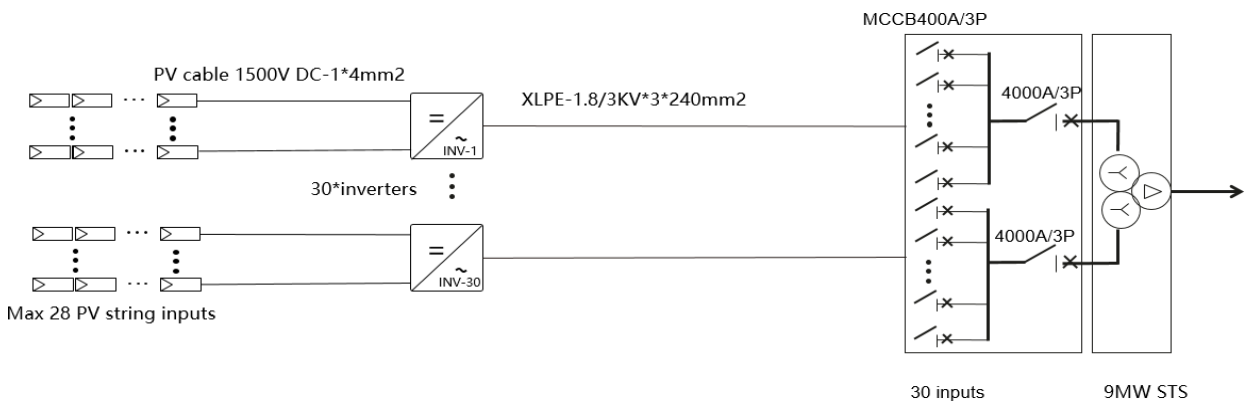 MCCB400A/3P
PV cable 1500V DC-1*4mm2
XLPE-1.8/3KV*3*240mm2
4000A/3P
=
~
INV-1
30*inverters
4000A/3P
=
~
INV-30
Max 28 PV string inputs
30 inputs
9MW STS